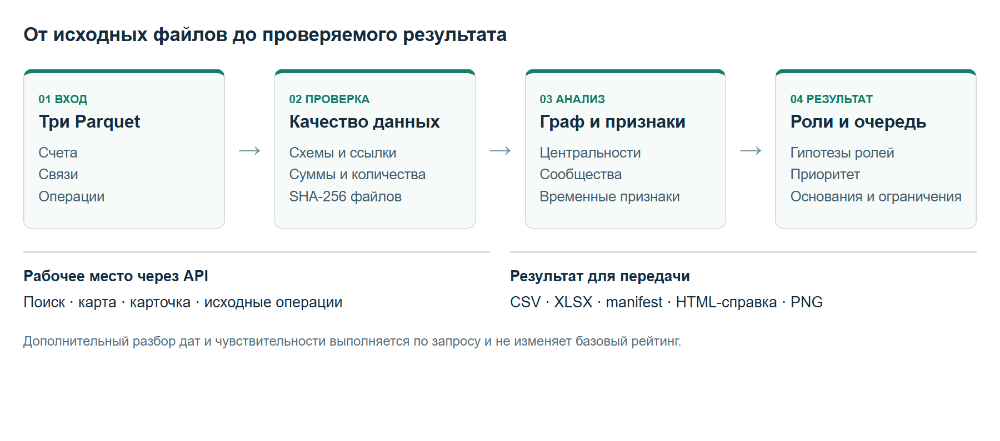 От исходных файлов до проверяемого результата
01 ВХОД
Три Parquet
Счета
Связи
Операции
→
02 ПРОВЕРКА
Качество данных
Схемы и ссылки
Суммы и количества
SHA-256 файлов
→
03 АНАЛИЗ
Граф и признаки
Центральности
Сообщества
Временные признаки
→
04 РЕЗУЛЬТАТ
Роли и очередь
Гипотезы ролей
Приоритет
Основания и ограничения
Рабочее место через API
Поиск · карта · карточка · исходные операции
Результат для передачи
CSV · XLSX · manifest · HTML-справка · PNG
Дополнительный разбор дат и чувствительности выполняется по запросу и не изменяет базовый рейтинг.